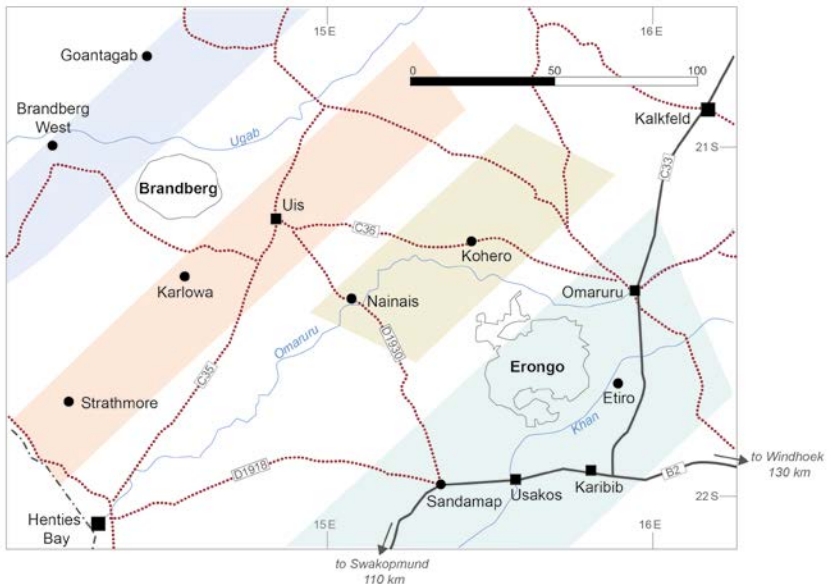 15 E
16 E
Goantagab
0
50
100
Brandberg
West
Kalkfeld
Ugab
21 S
C33
Brandberg
Uis
C36
Kohero
Karlowa
Nainais
Omaruru
Omaruru
D1930
Erongo
C35
Etiro
Strathmore
Khan
to Windhoek
130 km
D1918
B2
Sandamap
Usakos
Karibib
22 S
Henties
Bay
15 E
16 E
to Swakopmund
110 km